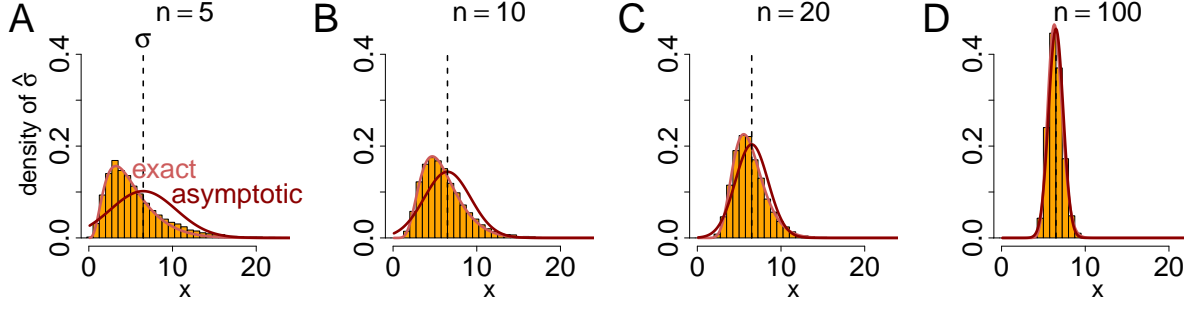 A n = 5
B n = 10
C n = 20
D n = 100
σ
density of σ̂
0.0 0.2 0.4
exact
asymptotic
0 10 20
x
0.0 0.2 0.4
0 10 20
x
0.0 0.2 0.4
0 10 20
x
0.0 0.2 0.4
0 10 20
x